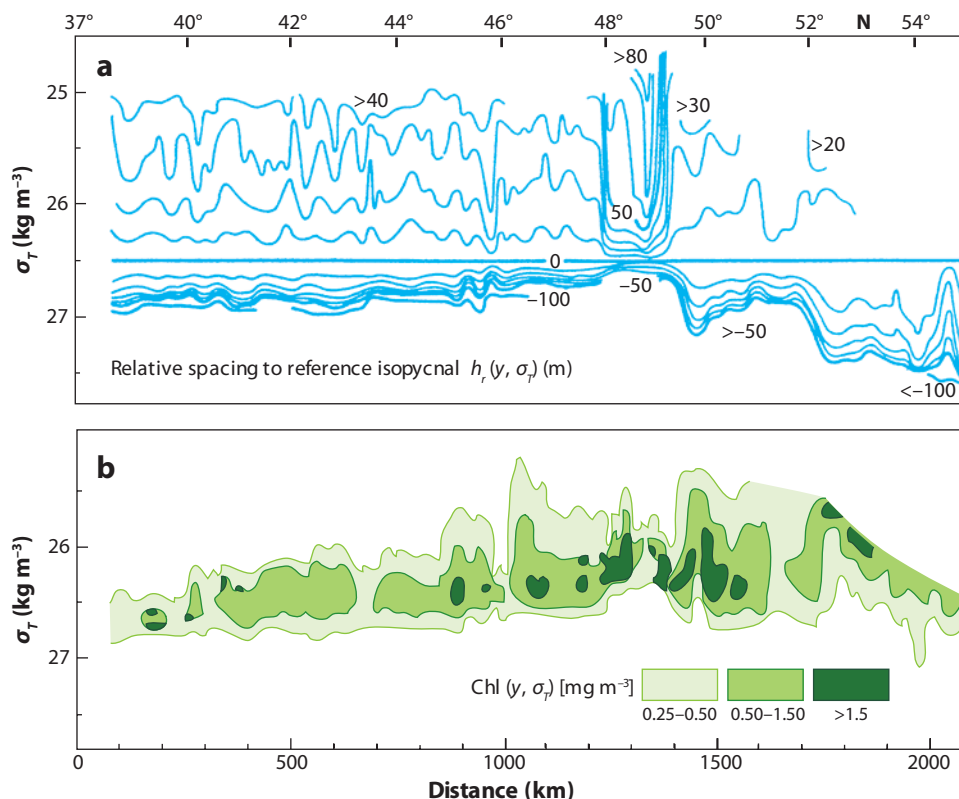 37° 40° 42° 44° 46° 48° 50° 52° N 54°
a
>80
>40
>30
>20
25
26
27
σT (kg m–3)
50
0
–50
–100
>–50
<–100
Relative spacing to reference isopycnal hr (y, σT) (m)
b
26
27
σT (kg m–3)
Chl (y, σT) [mg m–3]
0.25–0.50 0.50–1.50 >1.5
0 500 1000 1500 2000
Distance (km)